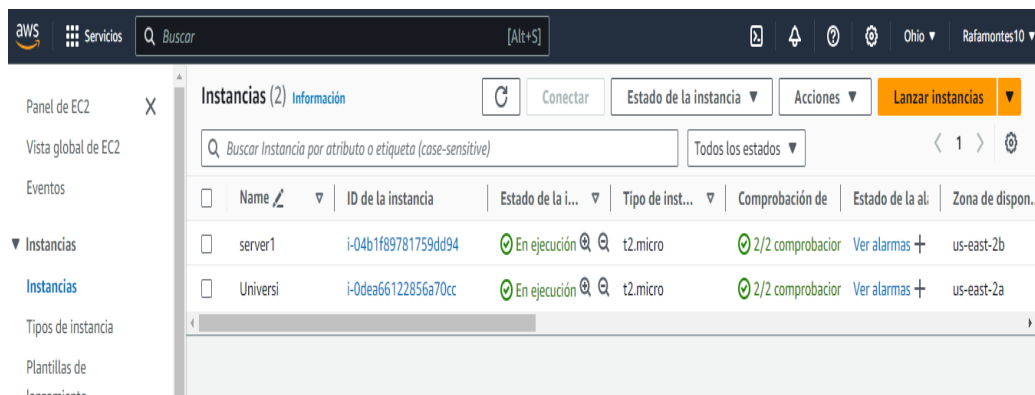 aws Servicios Buscar [Alt+S] Ohio Rafamontes10
Panel de EC2 X
Vista global de EC2
Eventos
Instancias
Instancias
Tipos de instancia
Plantillas de
lanzamiento
Instancias (2) Información Conectar Estado de la instancia Acciones Lanzar instancias
Buscar Instancia por atributo o etiqueta (case-sensitive) Todos los estados 1
Name ID de la instancia Estado de la i... Tipo de inst... Comprobación de Estado de la ala Zona de dispon...
server1 i-04b1f89781759dd94 En ejecución t2.micro 2/2 comprobacior Ver alarmas + us-east-2b
Universi i-0dea66122856a70cc En ejecución t2.micro 2/2 comprobacior Ver alarmas + us-east-2a